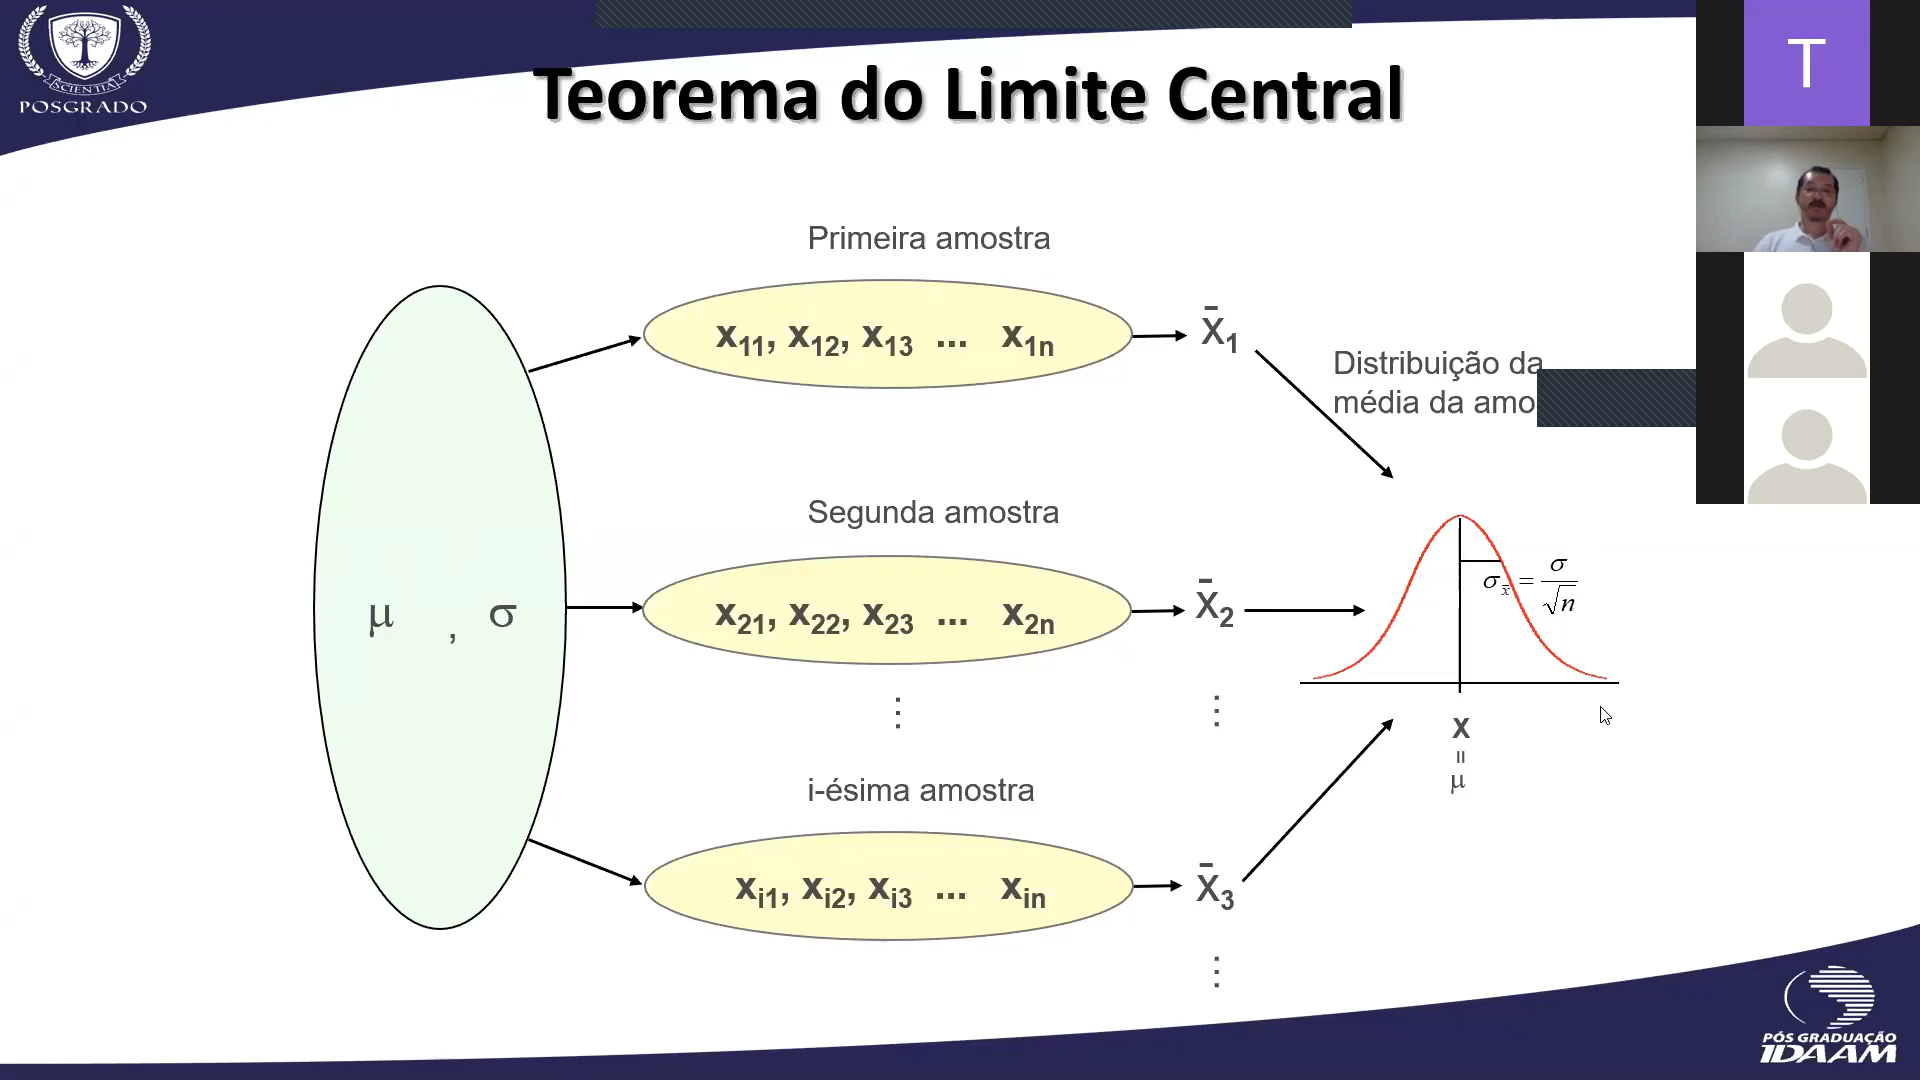 SCIENTIA
POSGRADO
Teorema do Limite Central
T
Primeira amostra
x11, x12, x13 ... x1n
X̄1
Distribuição da
média da amo
Segunda amostra
μ , σ
x21, x22, x23 ... x2n
X̄2
σx̄ = σ/√n
⋮
⋮
x
=
μ
i-ésima amostra
xi1, xi2, xi3 ... xin
X̄3
⋮
PÓS GRADUAÇÃO
IDAAM